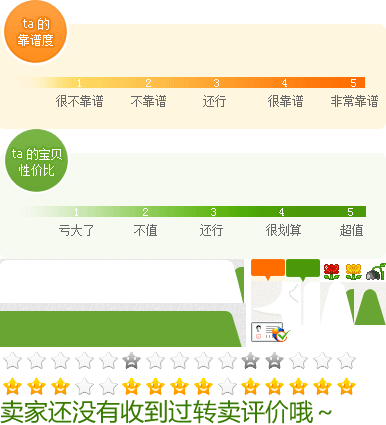 ta 的
靠谱度
1 2 3 4 5
很不靠谱 不靠谱 还行 很靠谱 非常靠谱
ta 的宝贝
性价比
1 2 3 4 5
亏大了 不值 还行 很划算 超值
卖家还没有收到过转卖评价哦～